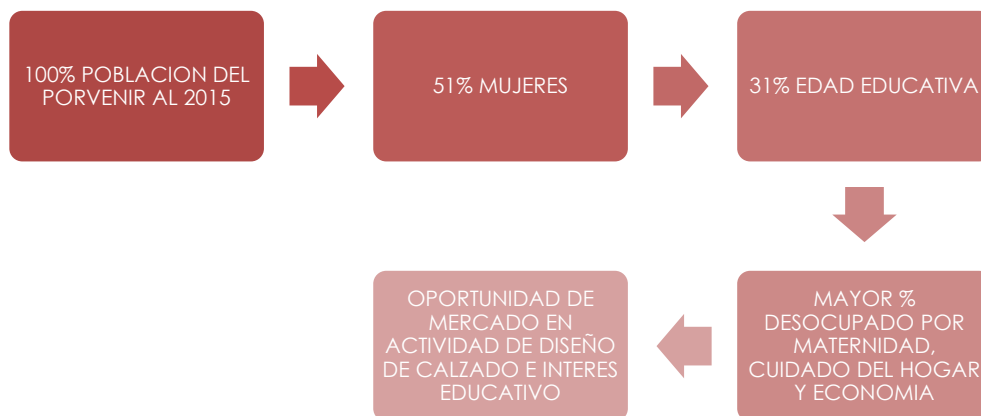 100% POBLACION DEL
PORVENIR AL 2015
51% MUJERES
31% EDAD EDUCATIVA
MAYOR %
DESOCUPADO POR
MATERNIDAD,
CUIDADO DEL HOGAR
Y ECONOMIA
OPORTUNIDAD DE
MERCADO EN
ACTIVIDAD DE DISEÑO
DE CALZADO E INTERES
EDUCATIVO